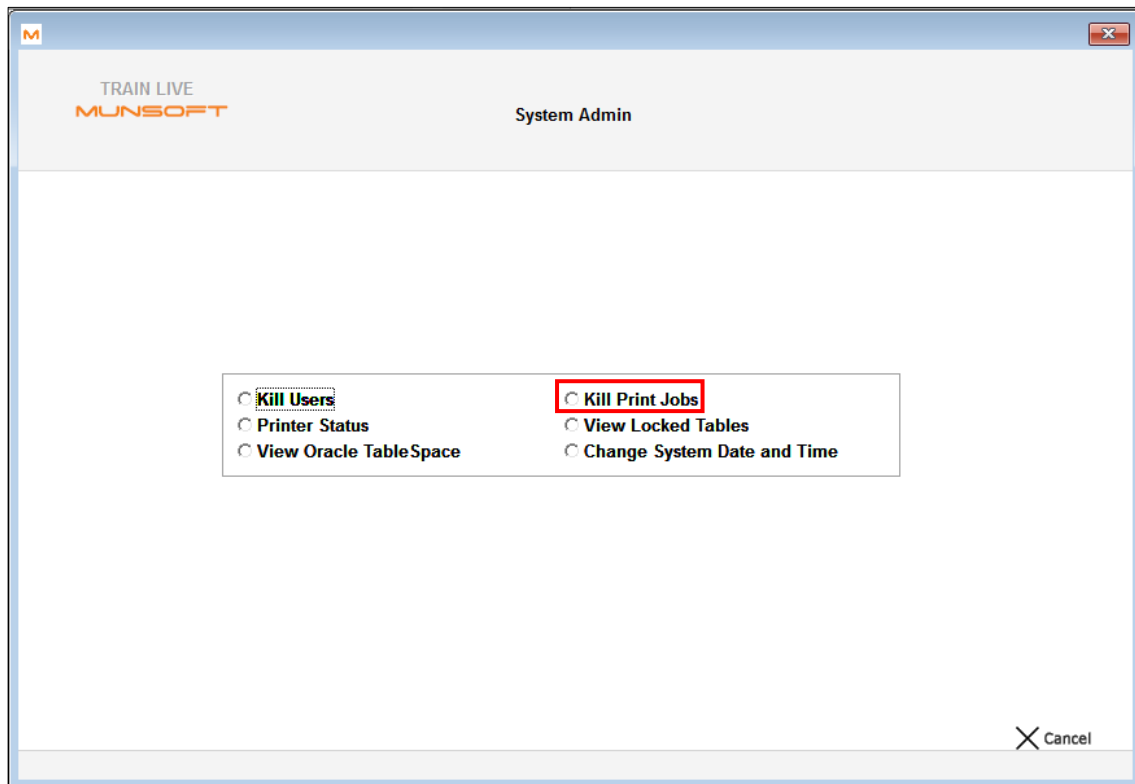 M
TRAIN LIVE
MUNSOFT
System Admin
Kill Users
Kill Print Jobs
Printer Status
View Locked Tables
View Oracle TableSpace
Change System Date and Time
Cancel